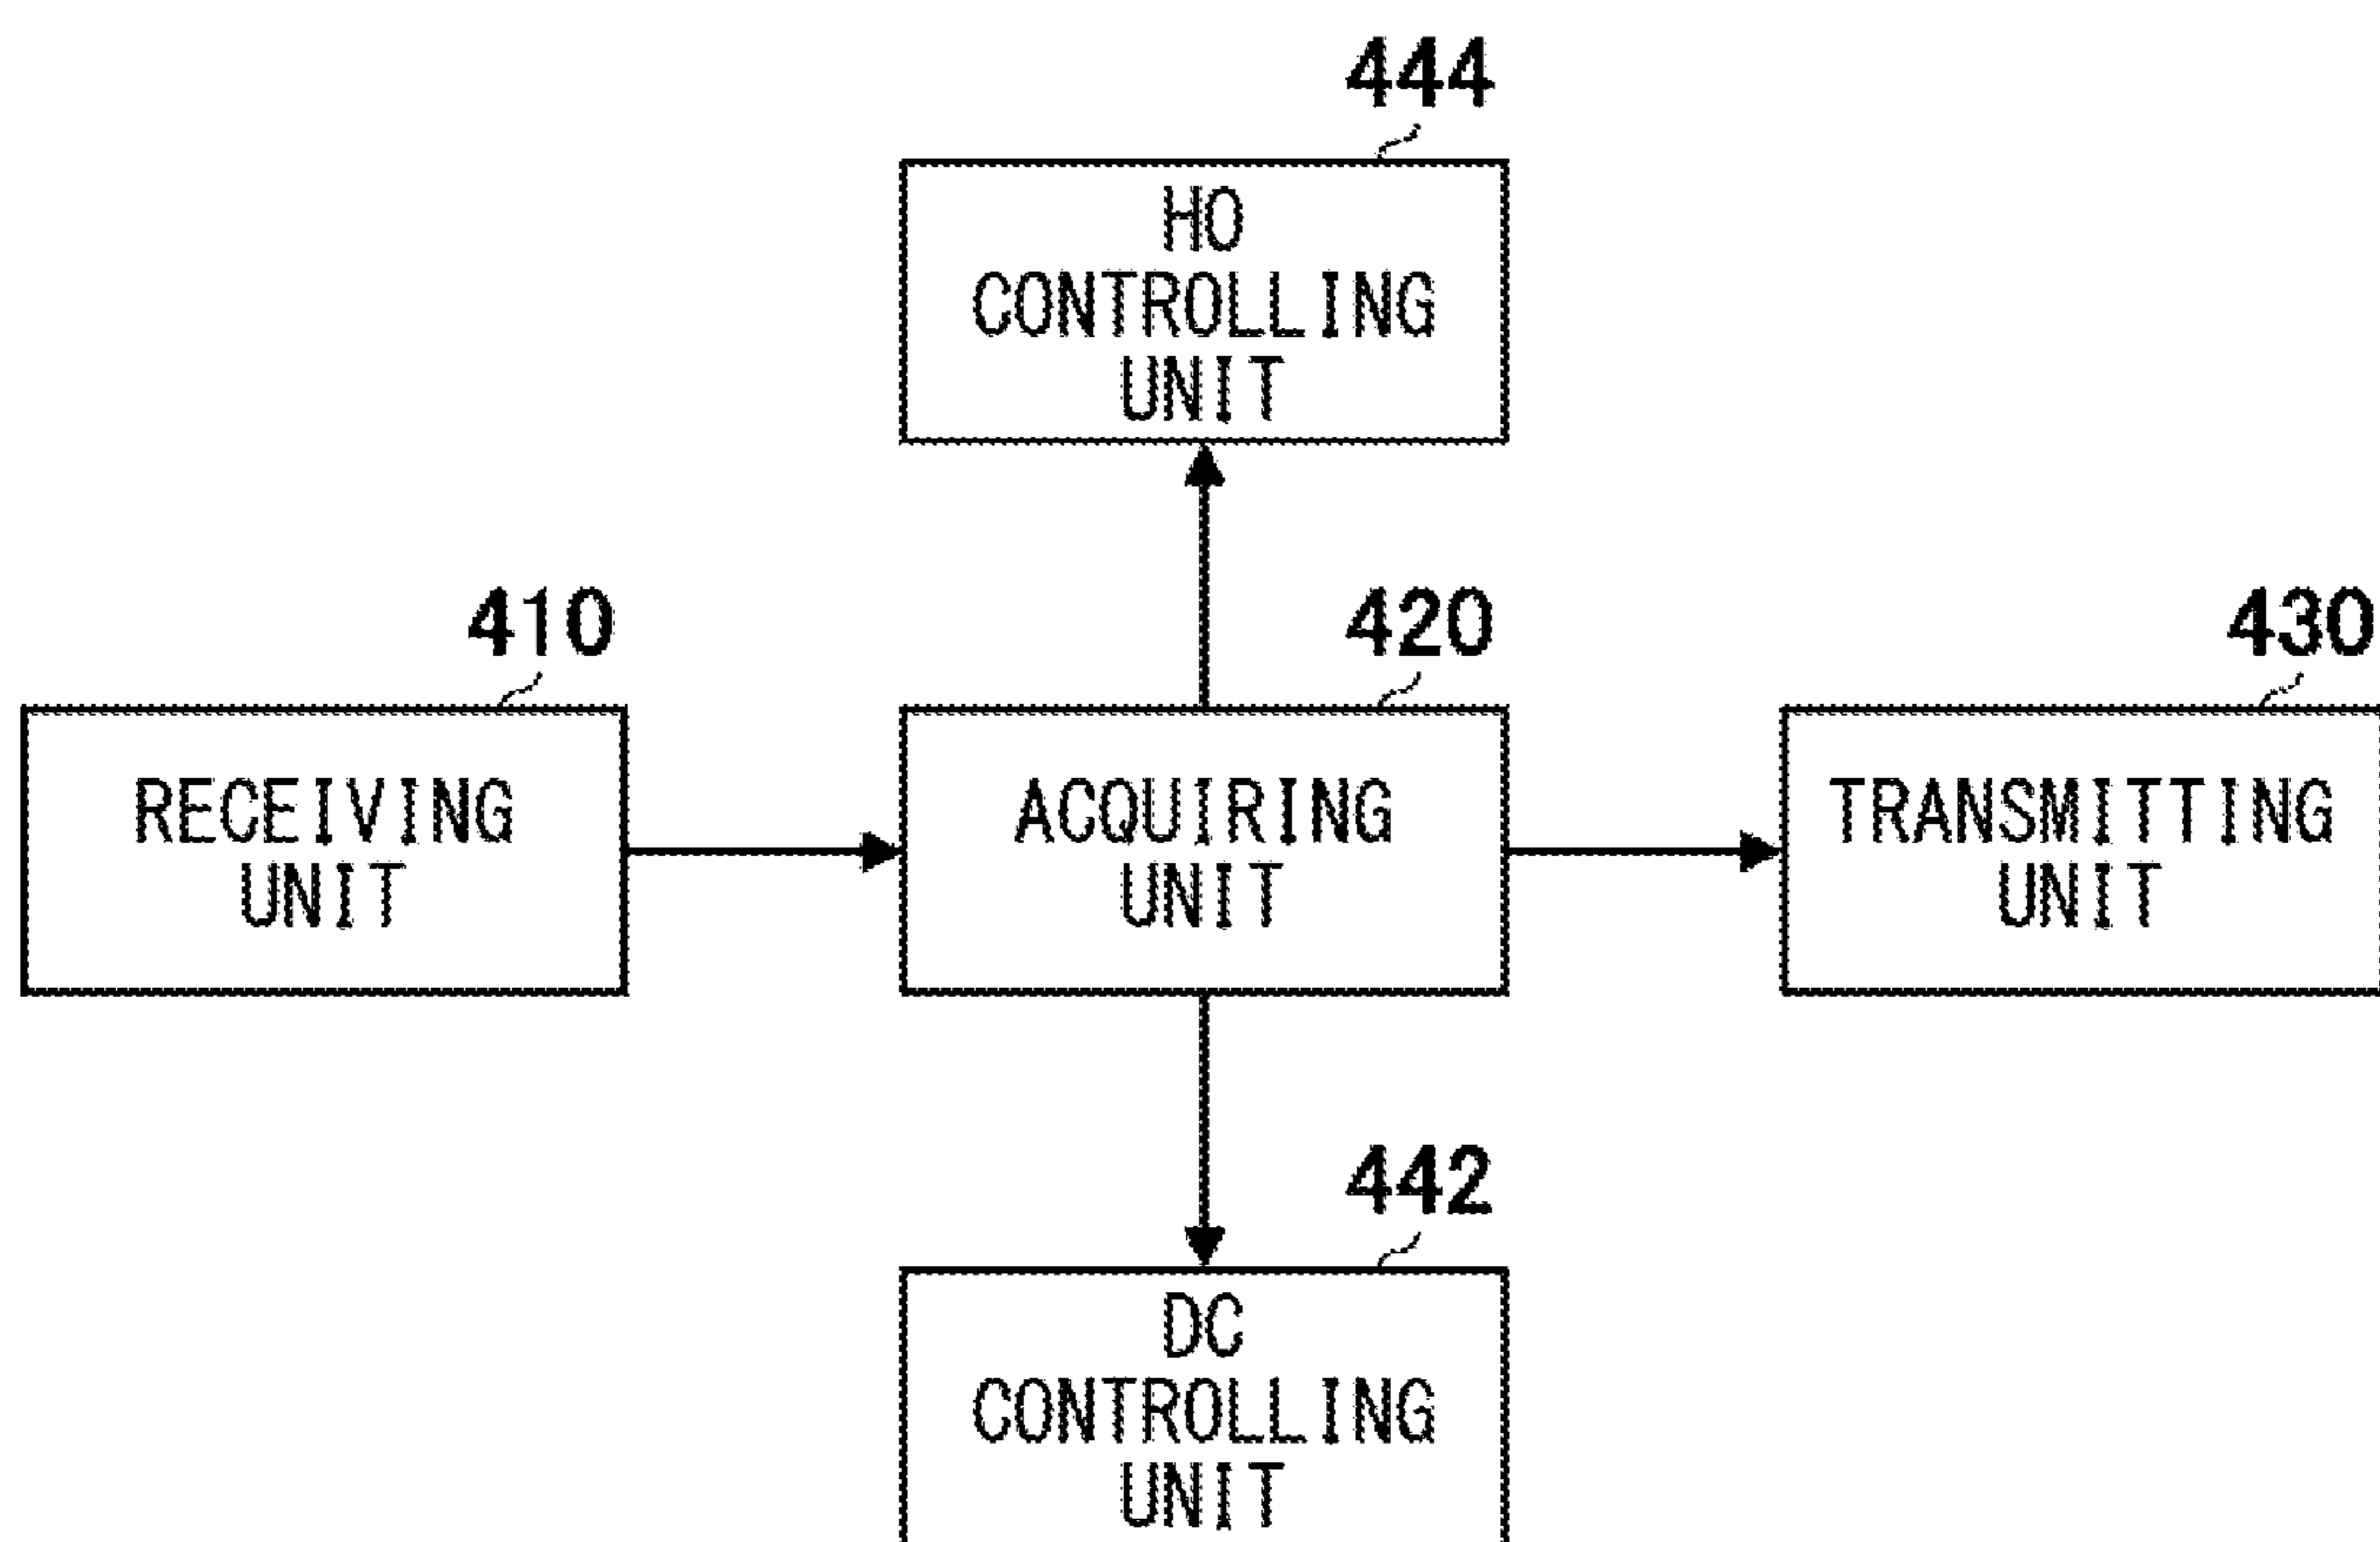 444
HO
CONTROLLING
UNIT
410
420
430
RECEIVING
UNIT
ACQUIRING
UNIT
TRANSMITTING
UNIT
442
DC
CONTROLLING
UNIT